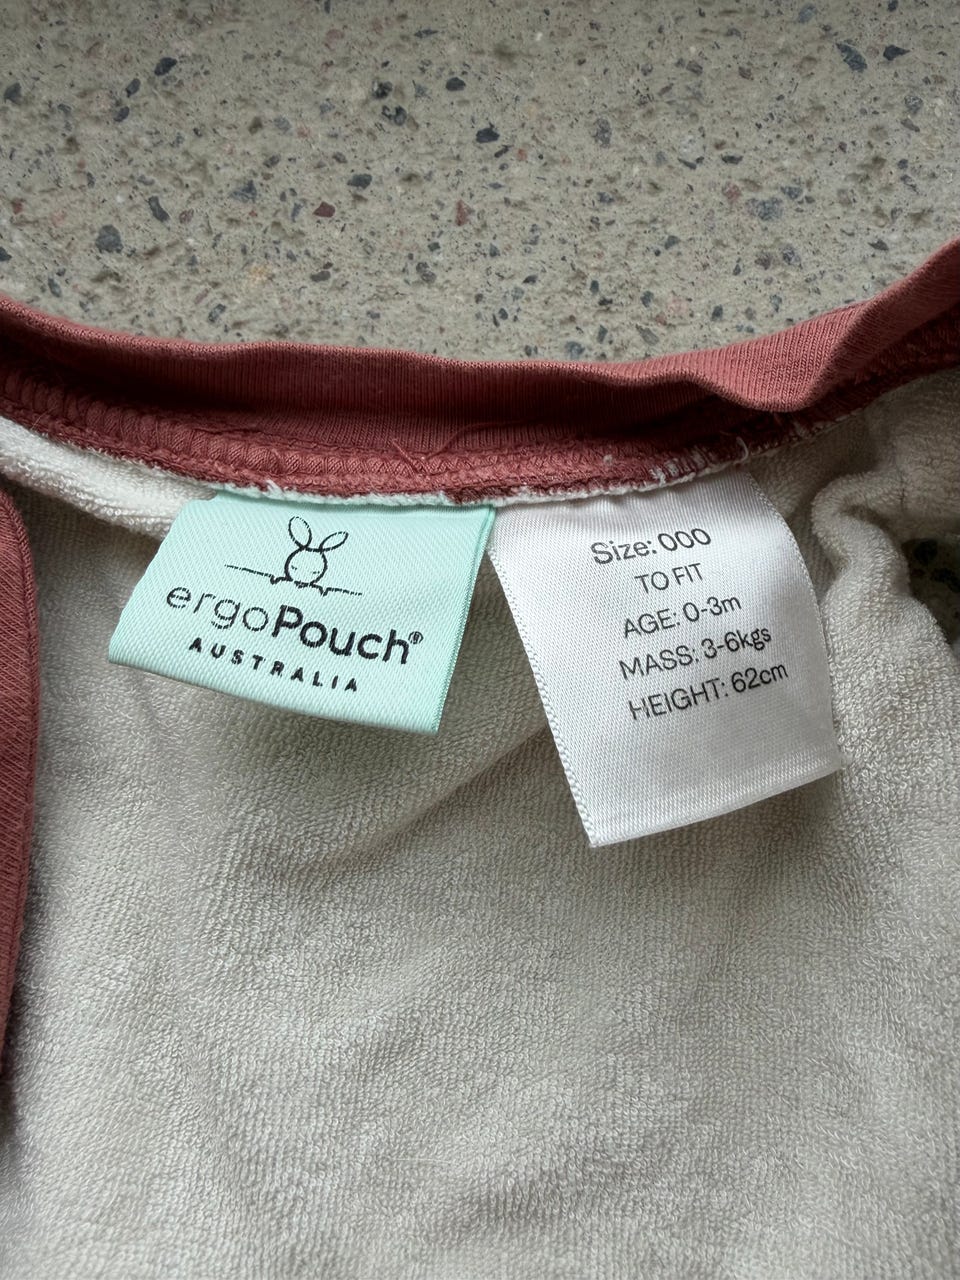 ergoPouch®
AUSTRALIA
Size: 000
TO FIT
AGE: 0-3m
MASS: 3-6kgs
HEIGHT: 62cm